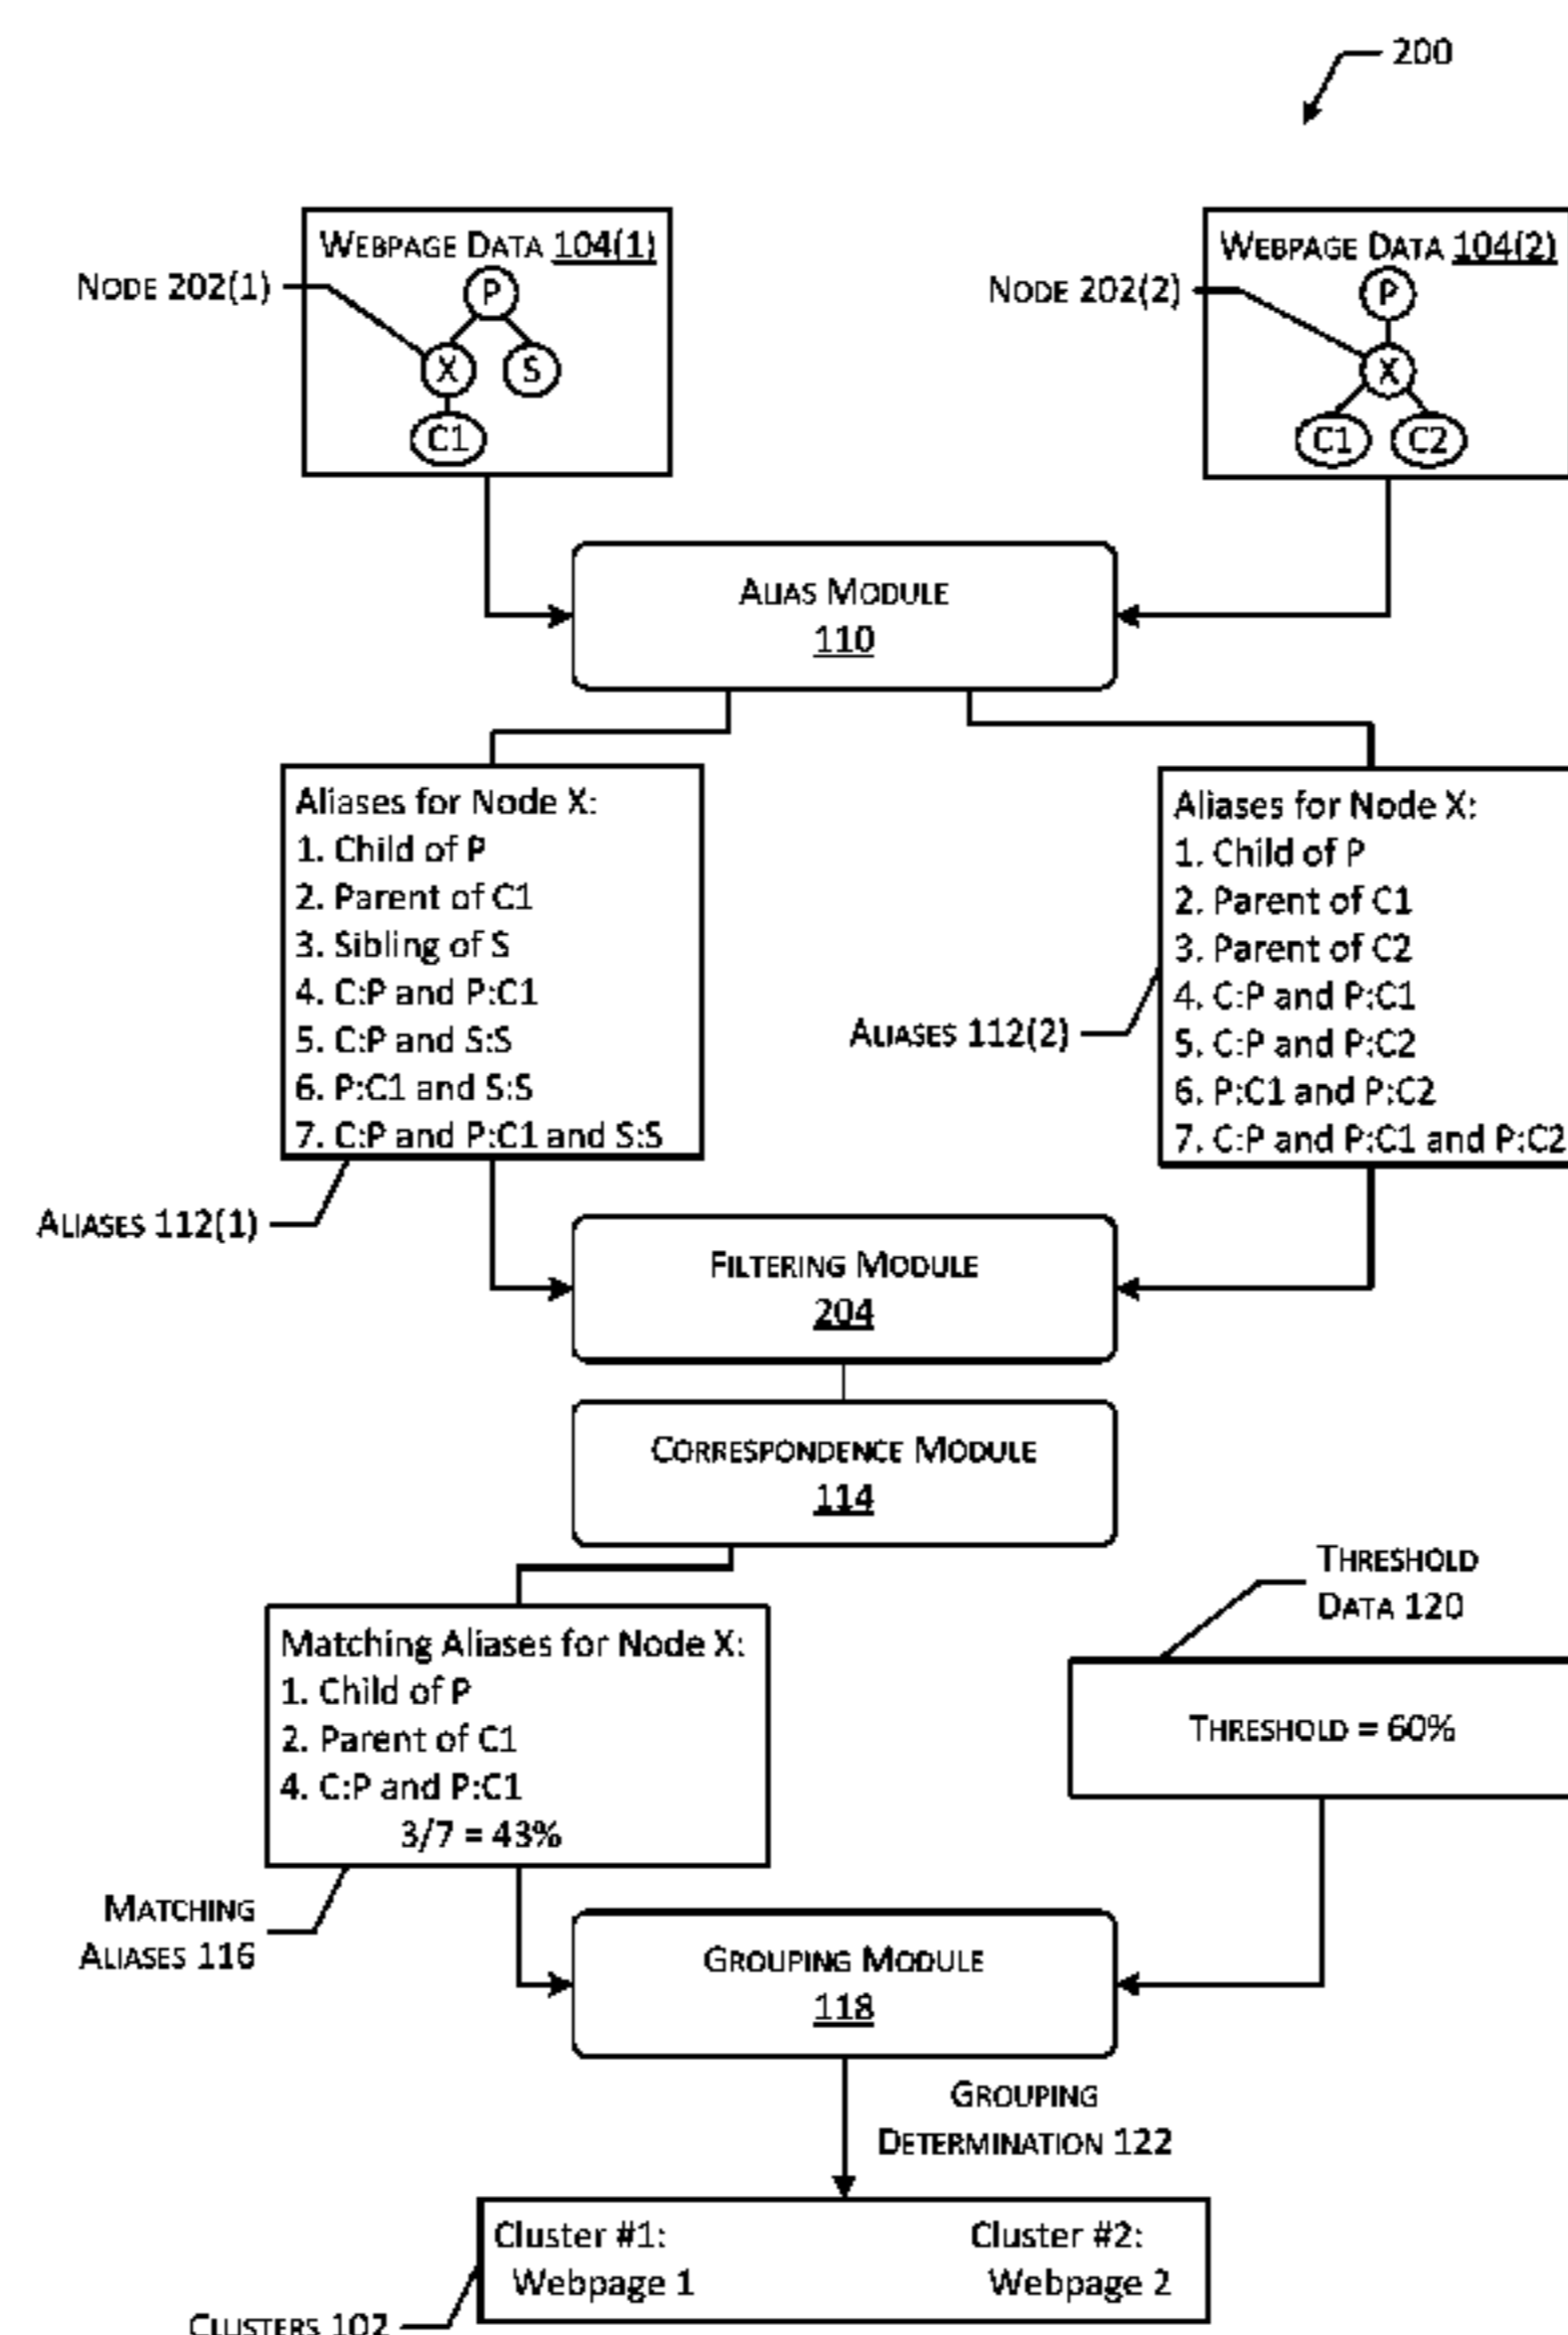 200
WEBPAGE DATA 104(1)
NODE 202(1)
P
X
S
C1
WEBPAGE DATA 104(2)
NODE 202(2)
P
X
C1
C2
ALIAS MODULE
110
Aliases for Node X:
1. Child of P
2. Parent of C1
3. Sibling of S
4. C:P and P:C1
5. C:P and S:S
6. P:C1 and S:S
7. C:P and P:C1 and S:S
ALIASES 112(1)
Aliases for Node X:
1. Child of P
2. Parent of C1
3. Parent of C2
4. C:P and P:C1
5. C:P and P:C2
6. P:C1 and P:C2
7. C:P and P:C1 and P:C2
ALIASES 112(2)
FILTERING MODULE
204
CORRESPONDENCE MODULE
114
Matching Aliases for Node X:
1. Child of P
2. Parent of C1
4. C:P and P:C1
3/7 = 43%
MATCHING
ALIASES 116
THRESHOLD
DATA 120
THRESHOLD = 60%
GROUPING MODULE
118
GROUPING
DETERMINATION 122
Cluster #1:
Webpage 1
Cluster #2:
Webpage 2
CLUSTERS 102